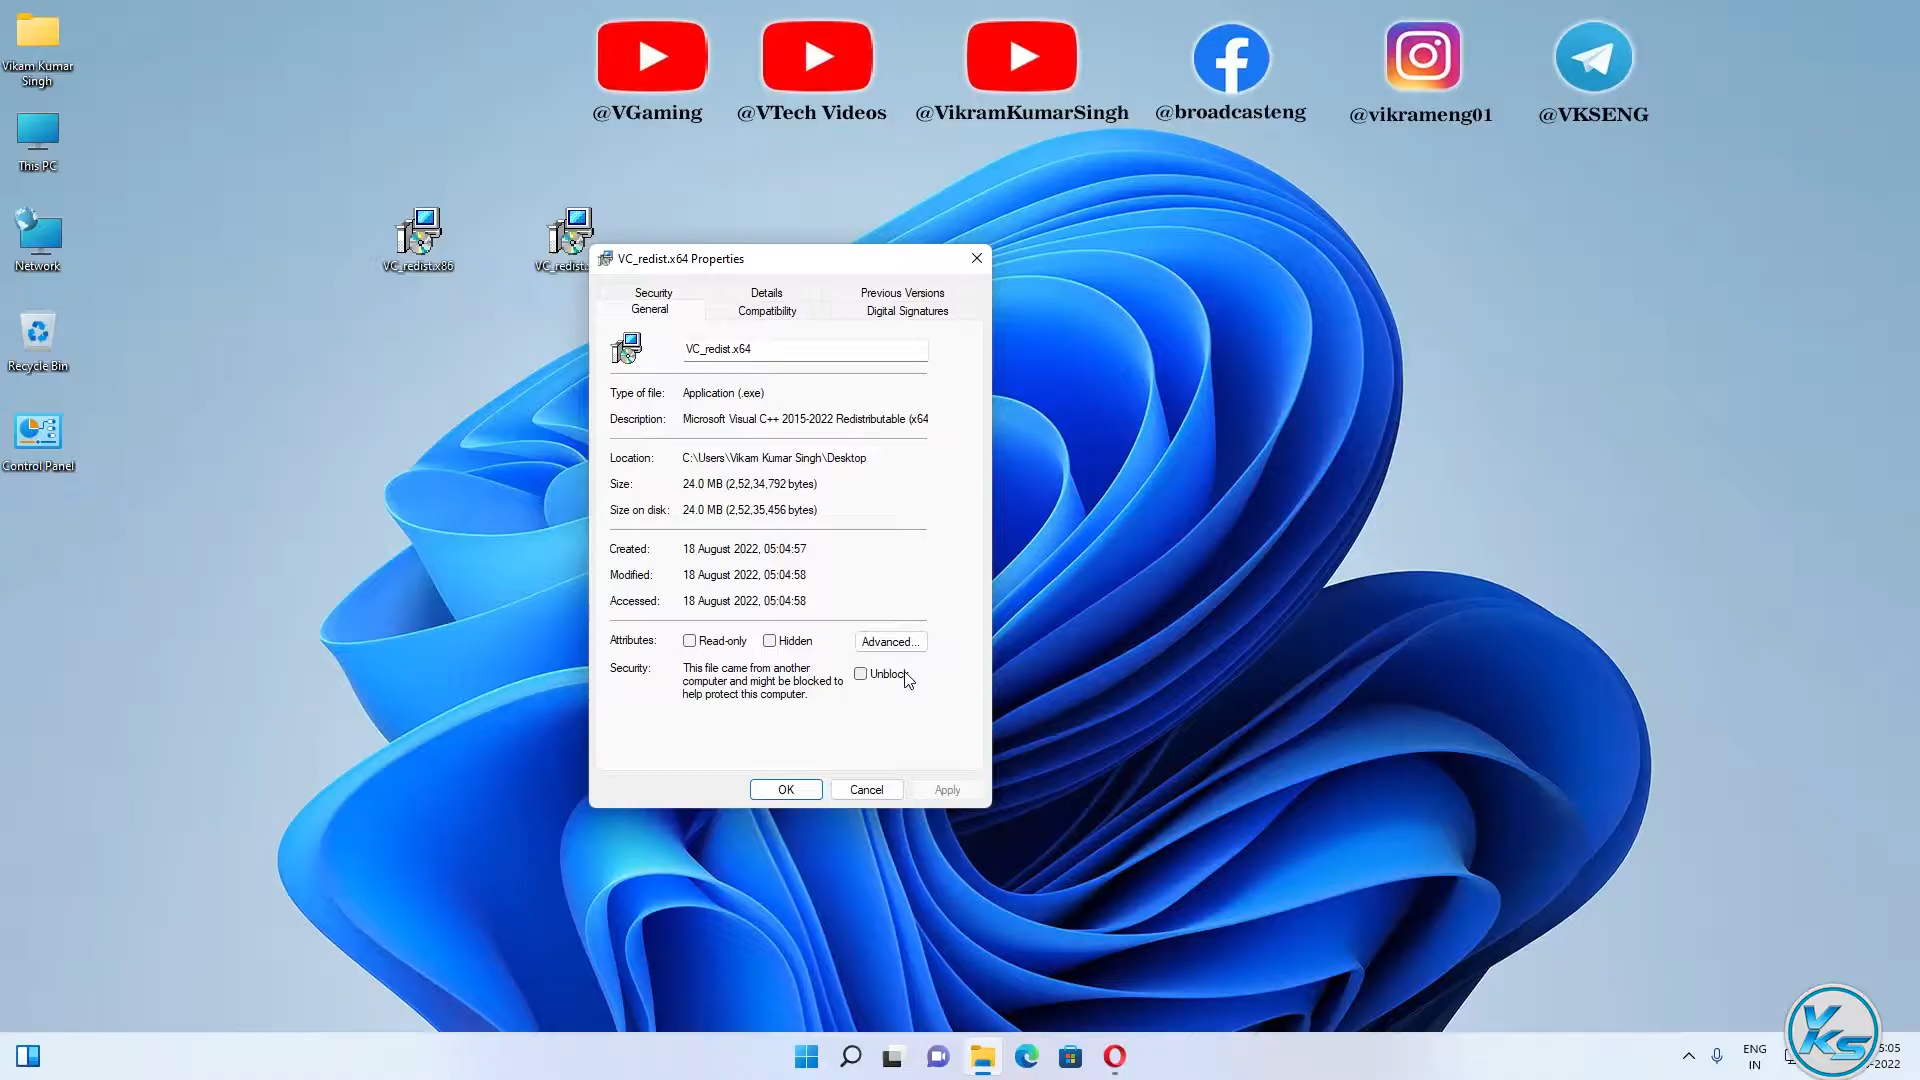 @VGaming
@VTech Videos
@VikramKumarSingh
@broadcasteng
@vikrameng01
@VKSENG
Vikam Kumar
Singh
This PC
Network
Recycle Bin
Control Panel
VC_redist.x86
VC_redist.
VC_redist.x64 Properties
Security
Details
Previous Versions
General
Compatibility
Digital Signatures
VC_redist.x64
Type of file: Application (.exe)
Description: Microsoft Visual C++ 2015-2022 Redistributable (x64
Location: C:\Users\Vikam Kumar Singh\Desktop
Size: 24.0 MB (2,52,34,792 bytes)
Size on disk: 24.0 MB (2,52,35,456 bytes)
Created: 18 August 2022, 05:04:57
Modified: 18 August 2022, 05:04:58
Accessed: 18 August 2022, 05:04:58
Attributes: Read-only Hidden Advanced...
Security: This file came from another
computer and might be blocked to
help protect this computer.
Unblock
OK
Cancel
Apply
ENG
IN
5:05
-2022
VKS